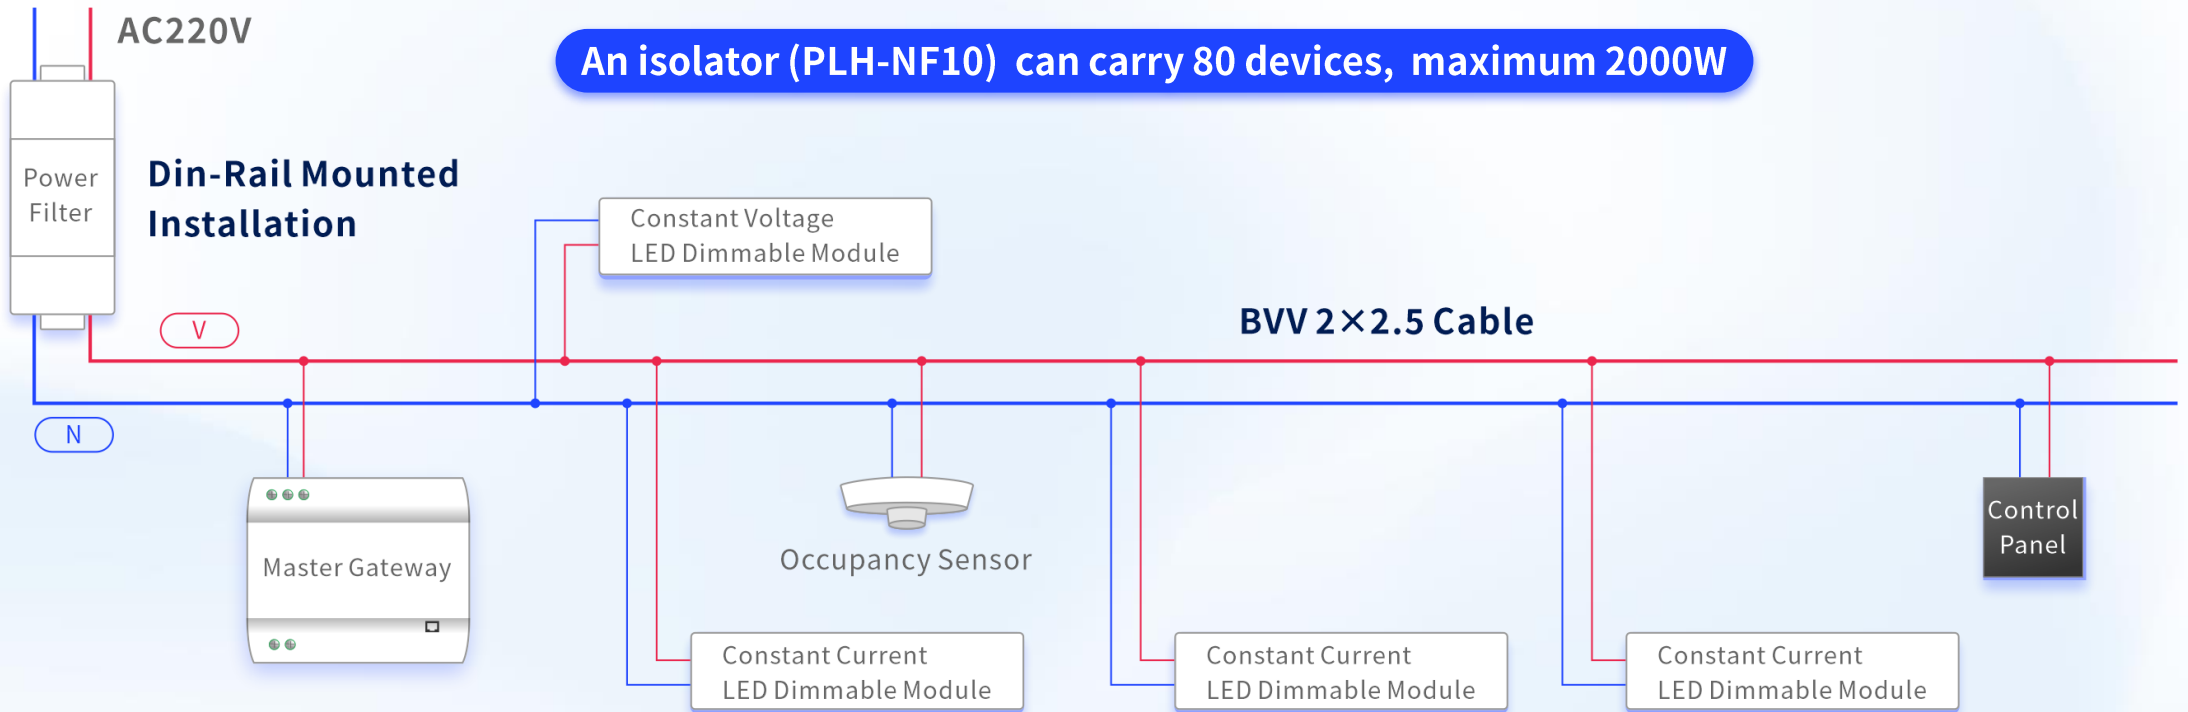 AC220V
An isolator (PLH-NF10) can carry 80 devices, maximum 2000W
Power
Filter
Din-Rail Mounted
Installation
Constant Voltage
LED Dimmable Module
V
BVV 2×2.5 Cable
N
Master Gateway
Occupancy Sensor
Control
Panel
Constant Current
LED Dimmable Module
Constant Current
LED Dimmable Module
Constant Current
LED Dimmable Module